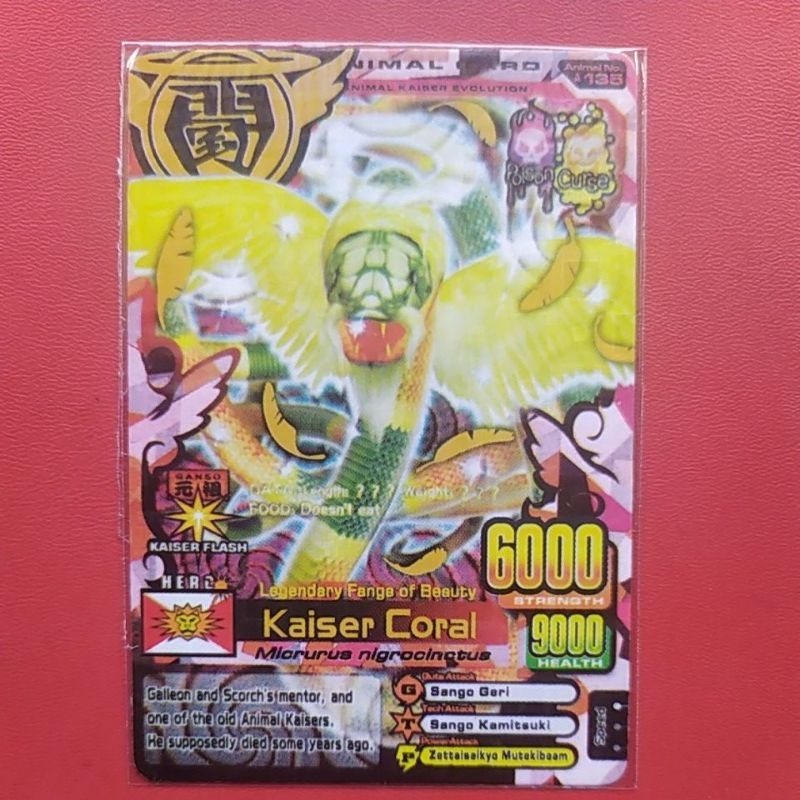 ANIMAL CARD
ANIMAL KAISER EVOLUTION
Animal No.
A 135
闘
Poison
Curse
GANSO
元祖
KAISER FLASH
DATA Length: ? ? ? Weight: ? ? ?
FOOD: Doesn't eat
6000
STRENGTH
9000
HEALTH
HERO
Legendary Fangs of Beauty
Kaiser Coral
Micrurus nigrocinctus
Galleon and Scorch's mentor, and
one of the old Animal Kaisers.
He supposedly died some years ago.
Guts Attack
G Sango Geri
Tech Attack
T Sango Kamitsuki
Power Attack
P Zettaisaikyo Mutekibaam
Speed